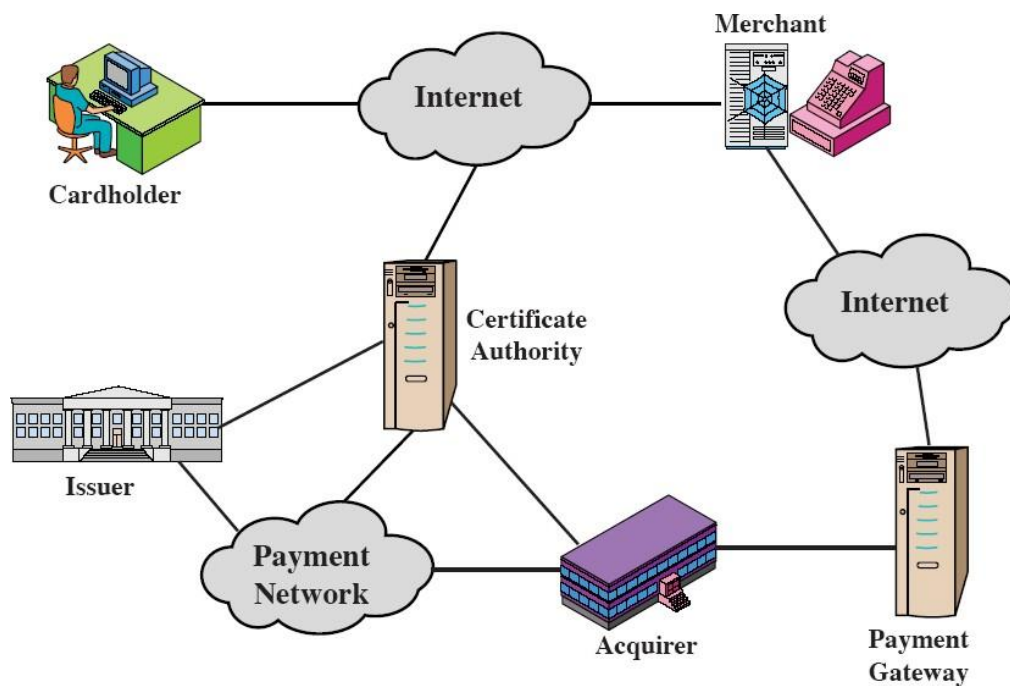 Merchant
Internet
Cardholder
Internet
Certificate
Authority
Issuer
Payment
Network
Acquirer
Payment
Gateway